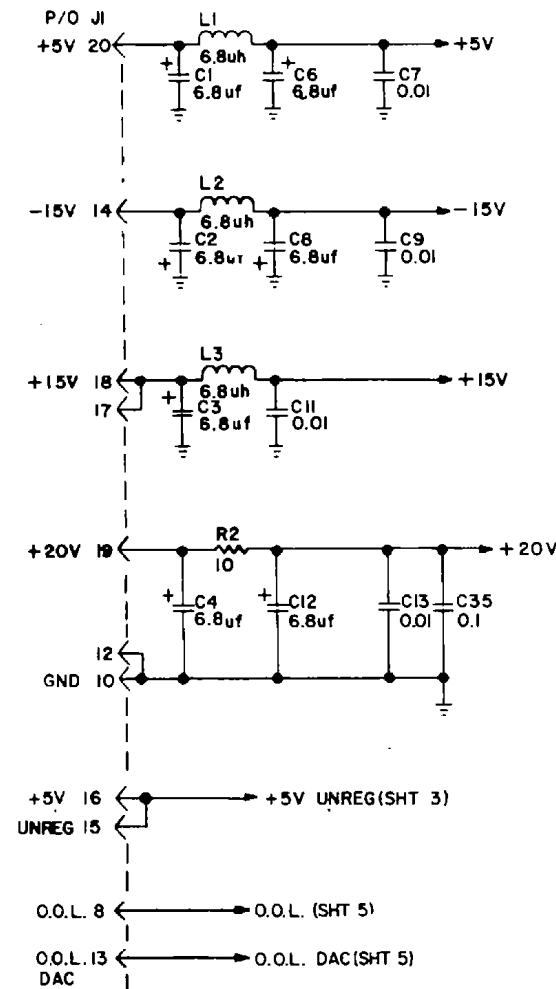 P/O J1
+5V 20
L1
6.8uh
+5V
+
C1
6.8uf
+
C6
6.8uf
C7
0.01
-15V 14
L2
6.8uh
-15V
C2
+
C8
+ 6.8uf
C9
0.01
+15V 18
17
L3
6.8uh
+15V
+
C3
6.8uf
C11
0.01
+20V 19
R2
10
+20V
+
C4
6.8uf
+
C12
6.8uf
C13
0.01
C35
0.1
12
GND 10
+5V 16
UNREG 15
+5V UNREG(SHT 3)
O.O.L. 8
O.O.L. (SHT 5)
O.O.L. 13
DAC
O.O.L. DAC(SHT 5)